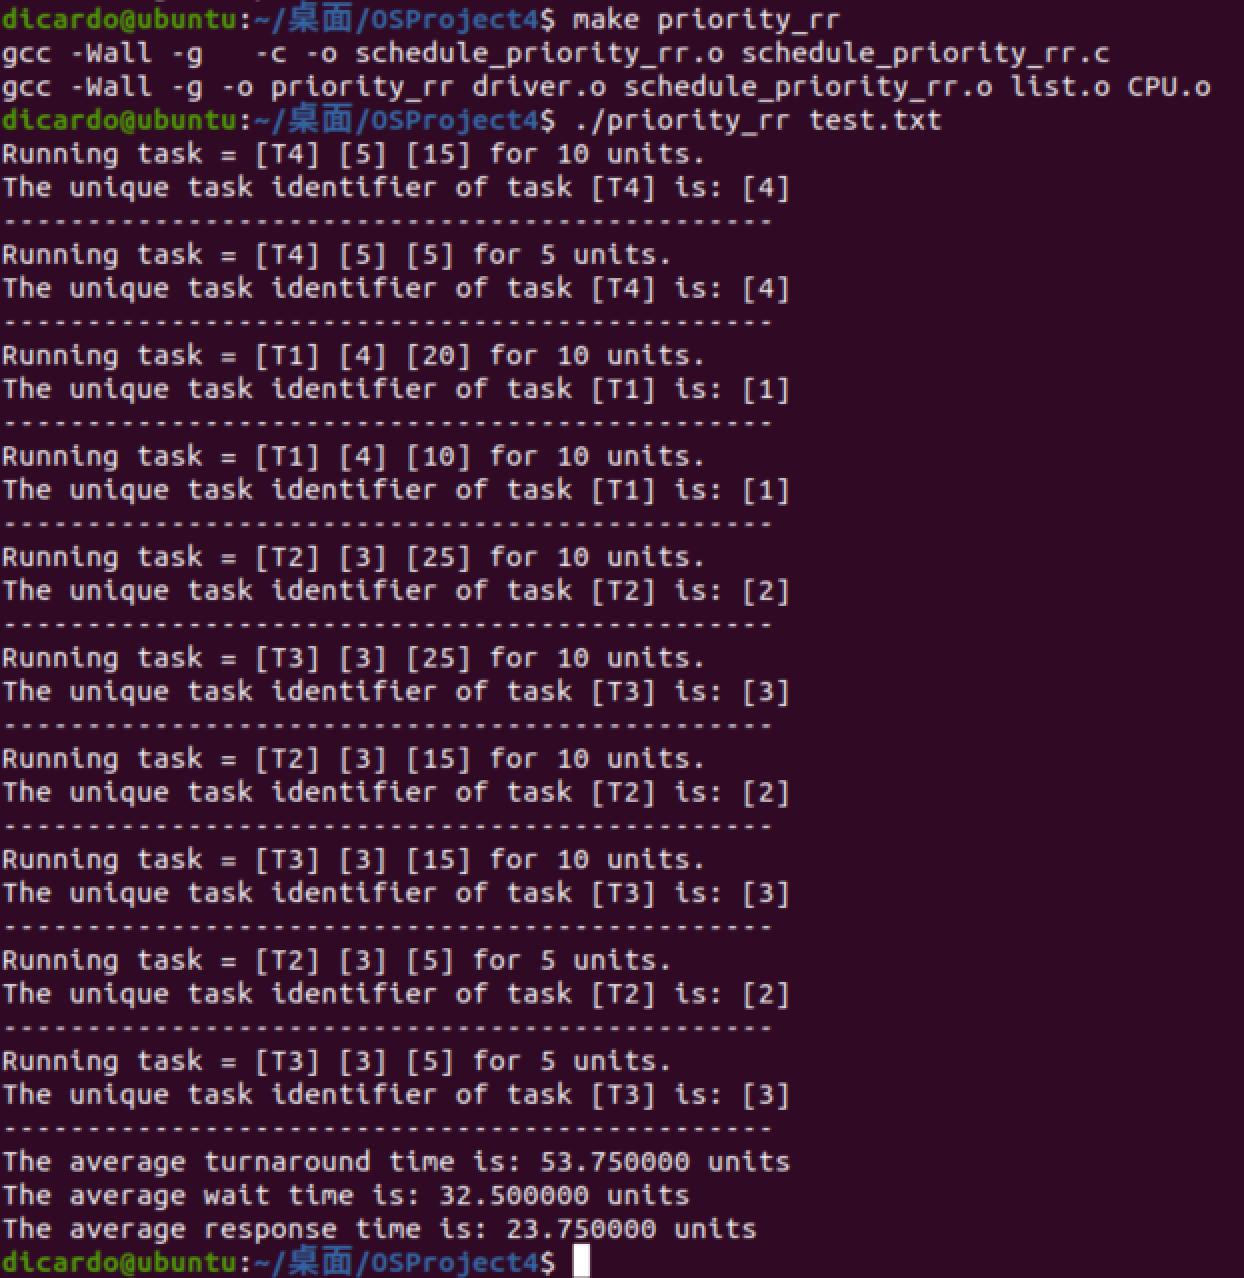 dicardo@ubuntu:~/桌面/OSProject4$ make priority_rr
gcc -Wall -g   -c -o schedule_priority_rr.o schedule_priority_rr.c
gcc -Wall -g -o priority_rr driver.o schedule_priority_rr.o list.o CPU.o
dicardo@ubuntu:~/桌面/OSProject4$ ./priority_rr test.txt
Running task = [T4] [5] [15] for 10 units.
The unique task identifier of task [T4] is: [4]
----------------------------------------------
Running task = [T4] [5] [5] for 5 units.
The unique task identifier of task [T4] is: [4]
----------------------------------------------
Running task = [T1] [4] [20] for 10 units.
The unique task identifier of task [T1] is: [1]
----------------------------------------------
Running task = [T1] [4] [10] for 10 units.
The unique task identifier of task [T1] is: [1]
----------------------------------------------
Running task = [T2] [3] [25] for 10 units.
The unique task identifier of task [T2] is: [2]
----------------------------------------------
Running task = [T3] [3] [25] for 10 units.
The unique task identifier of task [T3] is: [3]
----------------------------------------------
Running task = [T2] [3] [15] for 10 units.
The unique task identifier of task [T2] is: [2]
----------------------------------------------
Running task = [T3] [3] [15] for 10 units.
The unique task identifier of task [T3] is: [3]
----------------------------------------------
Running task = [T2] [3] [5] for 5 units.
The unique task identifier of task [T2] is: [2]
----------------------------------------------
Running task = [T3] [3] [5] for 5 units.
The unique task identifier of task [T3] is: [3]
----------------------------------------------
The average turnaround time is: 53.750000 units
The average wait time is: 32.500000 units
The average response time is: 23.750000 units
dicardo@ubuntu:~/桌面/OSProject4$